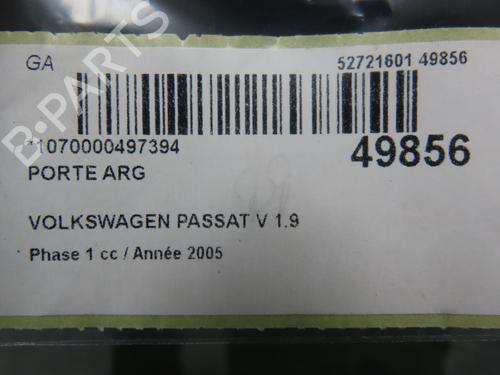 GA
52721601 49856
*1070000497394
49856
PORTE ARG
VOLKSWAGEN PASSAT V 1.9
Phase 1 cc / Année 2005
B-PARTS